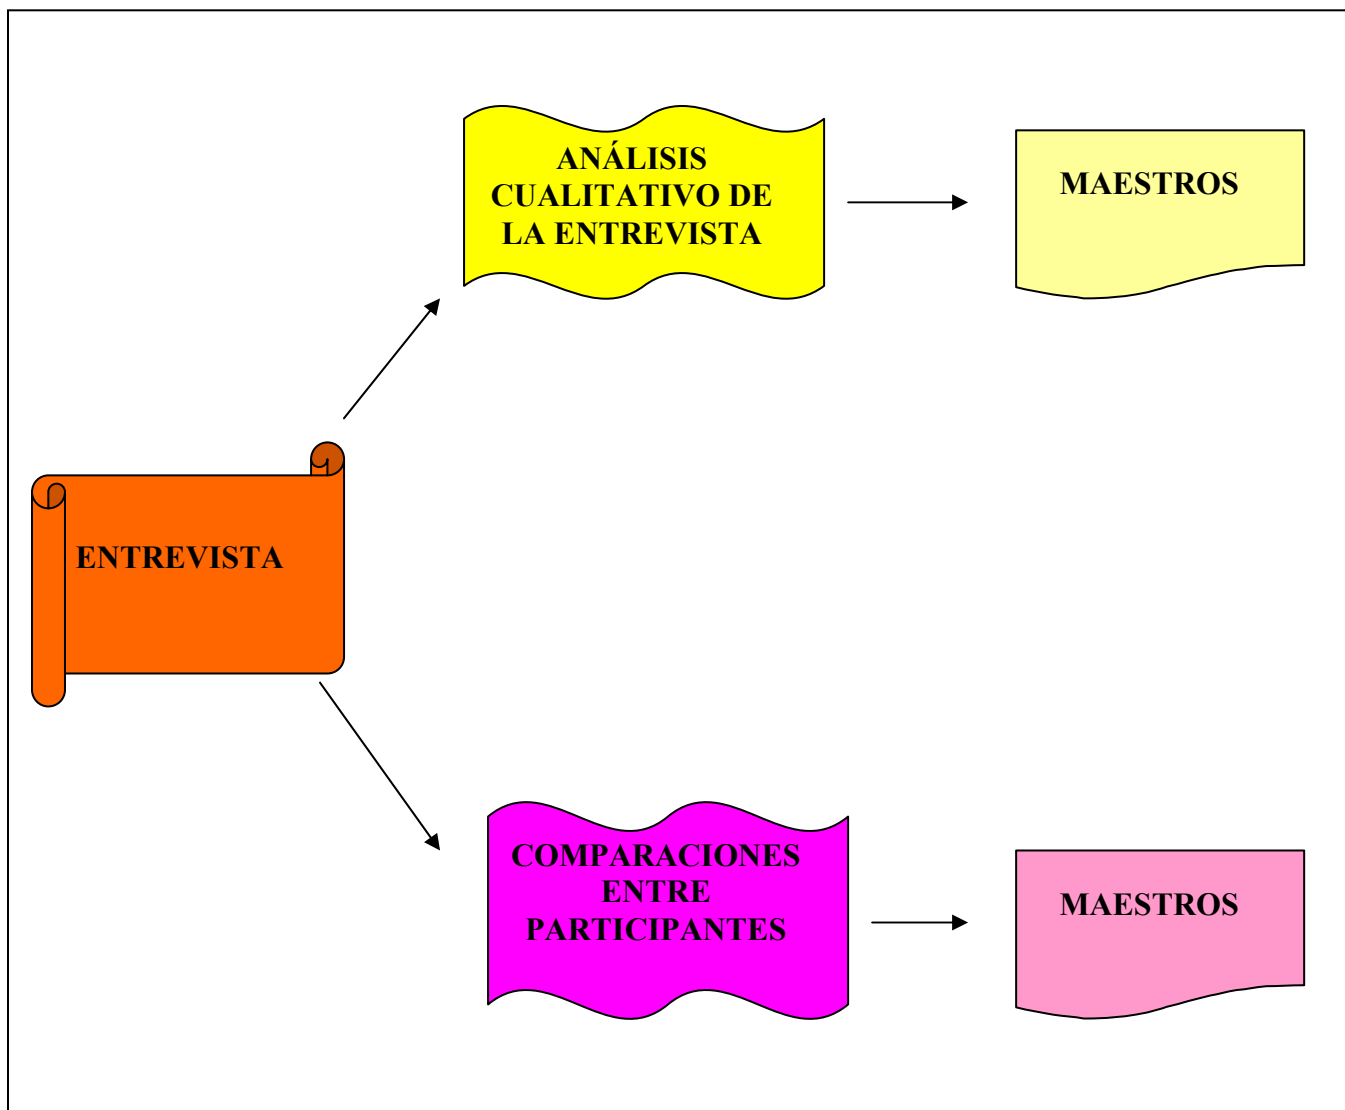 ANÁLISIS
CUALITATIVO DE
LA ENTREVISTA
MAESTROS
ENTREVISTA
COMPARACIONES
ENTRE
PARTICIPANTES
MAESTROS